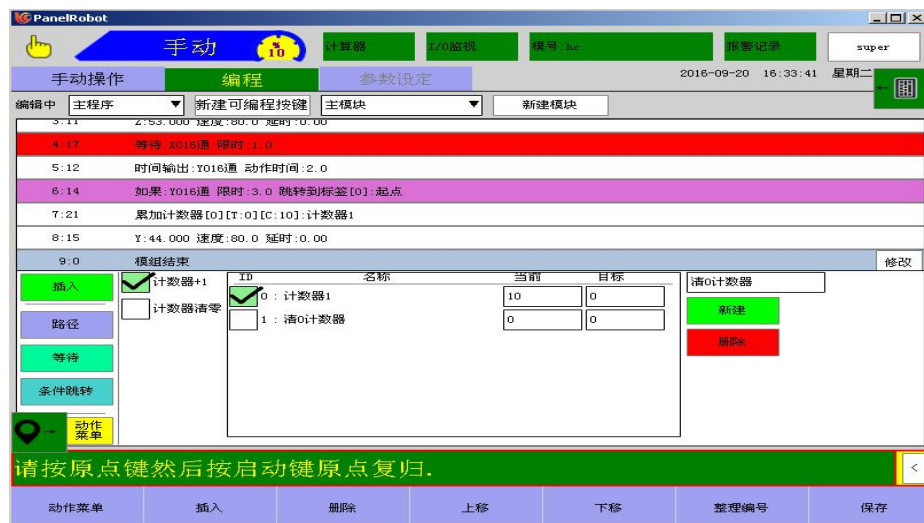 PanelRobot
手动 10 计算器 I/O监视 模号:hc 报警记录 super
手动操作 编程 参数设定 2016-09-20 16:33:41 星期二
编辑中 主程序 新建可编程按键 主模块 新建模块
3:11 Z:53.000 速度:80.0 延时:0.00
4:17 等待:X016通 限时:1.0
5:12 时间输出:Y016通 动作时间:2.0
6:14 如果:Y016通 限时:3.0 跳转到标签[0]:起点
7:21 累加计数器[0][T:0][C:10]:计数器1
8:15 Y:44.000 速度:80.0 延时:0.00
9:0 模组结束 修改
插入 计数器+1 ID 名称 当前 目标 清0计数器
0 : 计数器1 10 0 新建
路径 计数器清零 1 : 清0计数器 0 0
等待 删除
条件跳转
动作菜单
请按原点键然后按启动键原点复归.
<
动作菜单 插入 删除 上移 下移 整理编号 保存